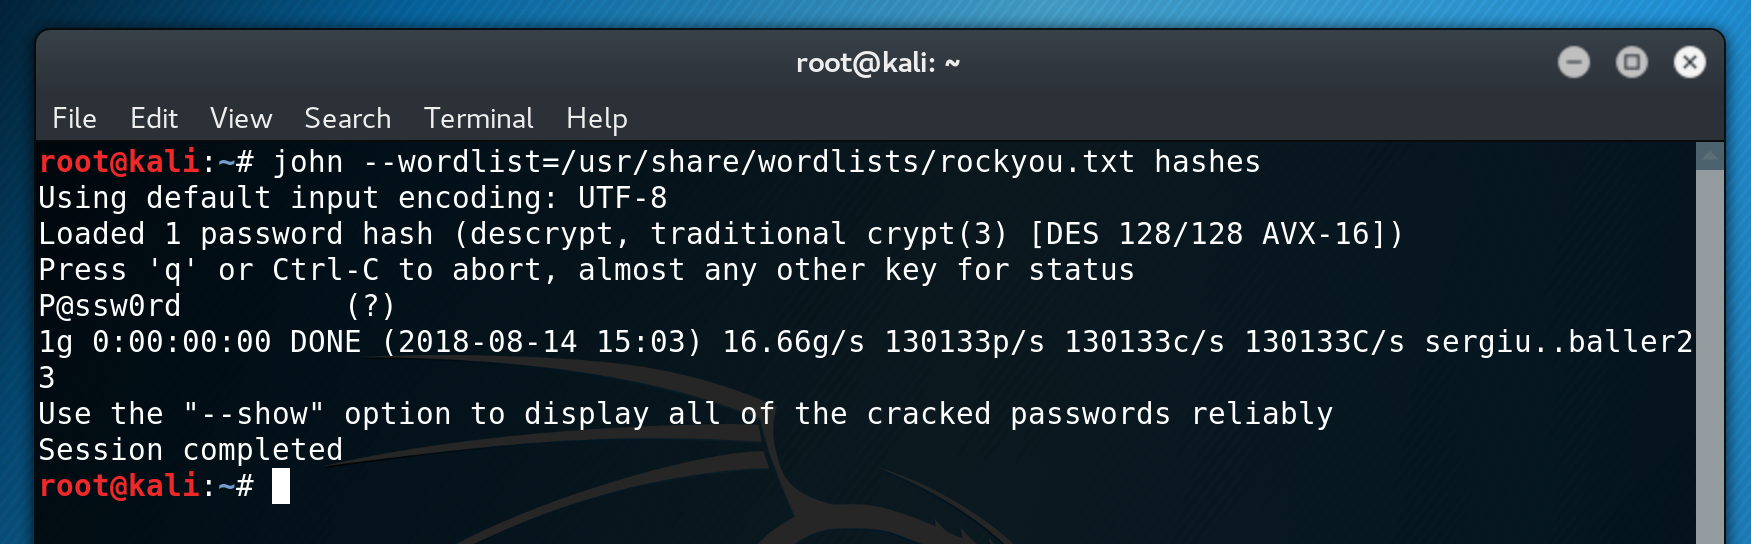 root@kali: ~
File Edit View Search Terminal Help
root@kali:~# john --wordlist=/usr/share/wordlists/rockyou.txt hashes
Using default input encoding: UTF-8
Loaded 1 password hash (descrypt, traditional crypt(3) [DES 128/128 AVX-16])
Press 'q' or Ctrl-C to abort, almost any other key for status
P@ssw0rd         (?)
1g 0:00:00:00 DONE (2018-08-14 15:03) 16.66g/s 130133p/s 130133c/s 130133C/s sergiu..baller2
3
Use the "--show" option to display all of the cracked passwords reliably
Session completed
root@kali:~#